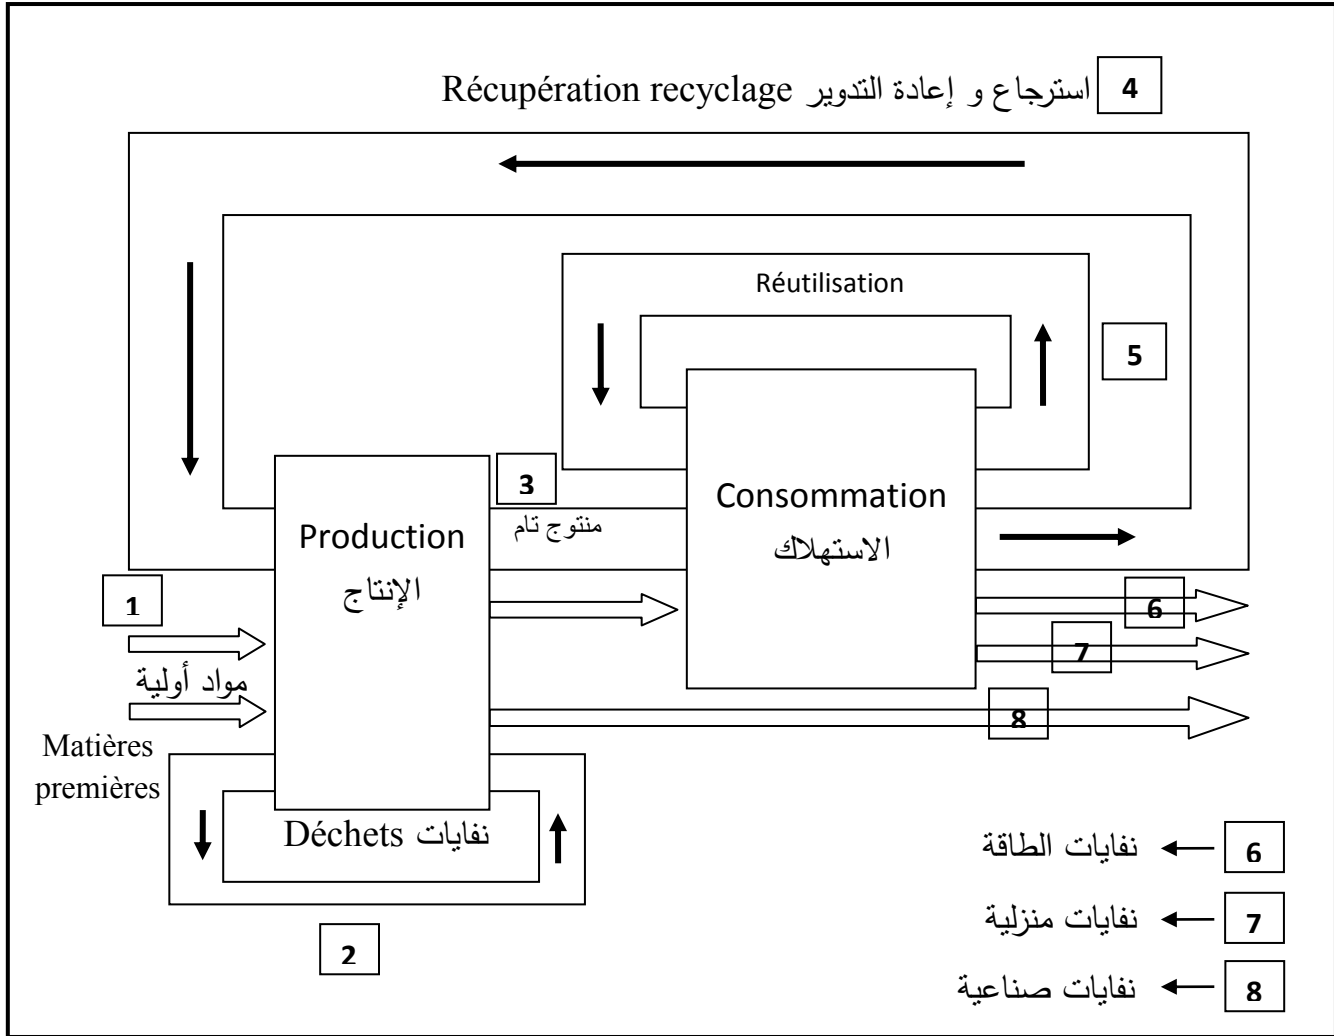 Récupération recyclage استرجاع و إعادة التدوير 4
Réutilisation
5
3
منتوج تام
Consommation
الاستهلاك
Production
الإنتاج
1
مواد أولية
Matières
premières
6
7
8
Déchets نفايات
2
6 نفايات الطاقة
7 نفايات منزلية
8 نفايات صناعية